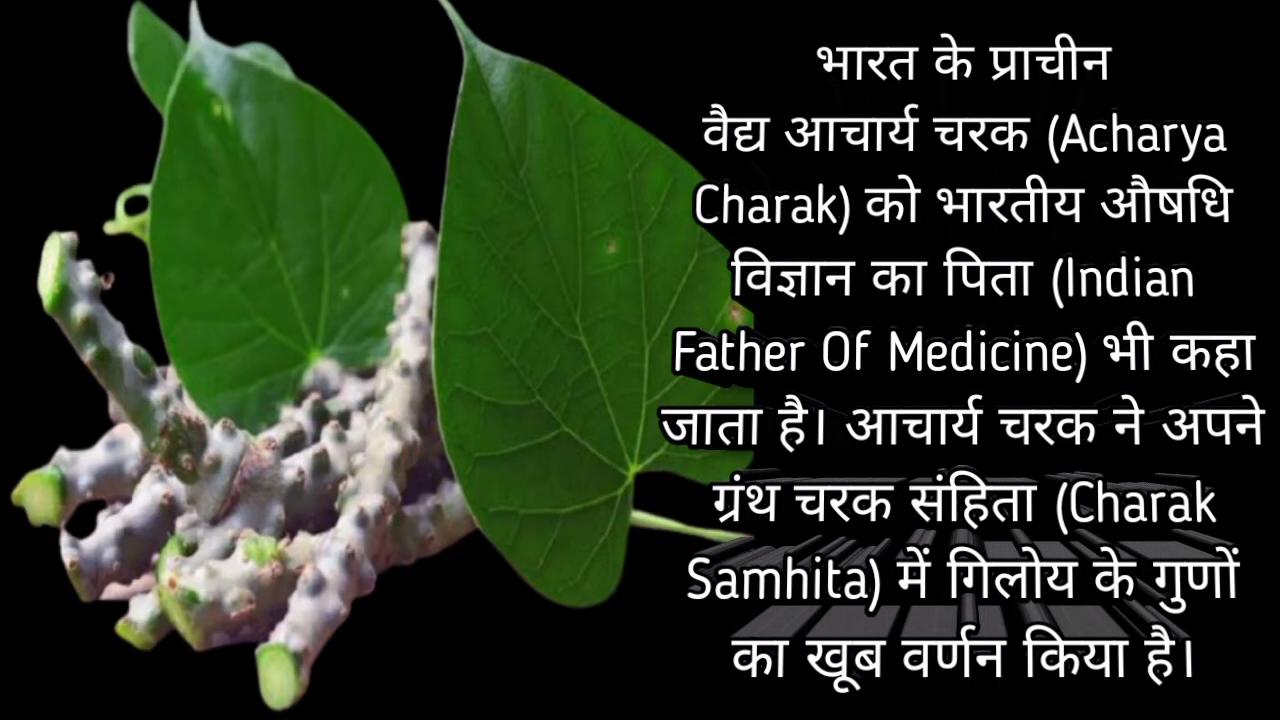 भारत के प्राचीन
वैद्य आचार्य चरक (Acharya
Charak) को भारतीय औषधि
विज्ञान का पिता (Indian
Father Of Medicine) भी कहा
जाता है। आचार्य चरक ने अपने
ग्रंथ चरक संहिता (Charak
Samhita) में गिलोय के गुणों
का खूब वर्णन किया है।